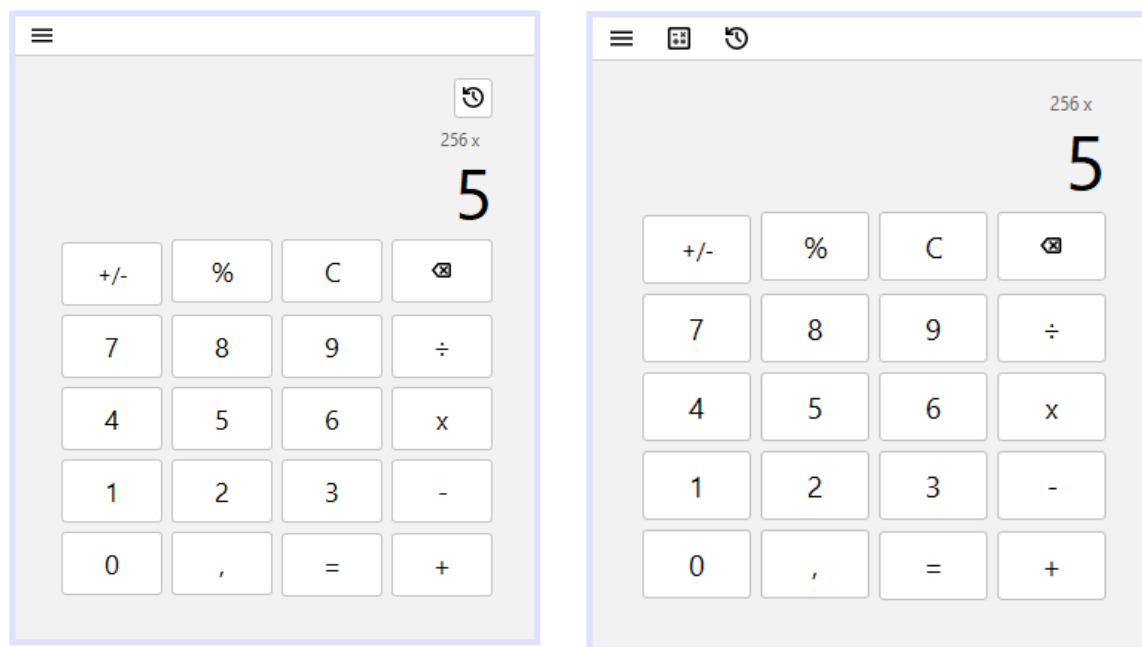 256 x
5
+/- % C
7 8 9 ÷
4 5 6 x
1 2 3 -
0 , = +
256 x
5
+/- % C
7 8 9 ÷
4 5 6 x
1 2 3 -
0 , = +